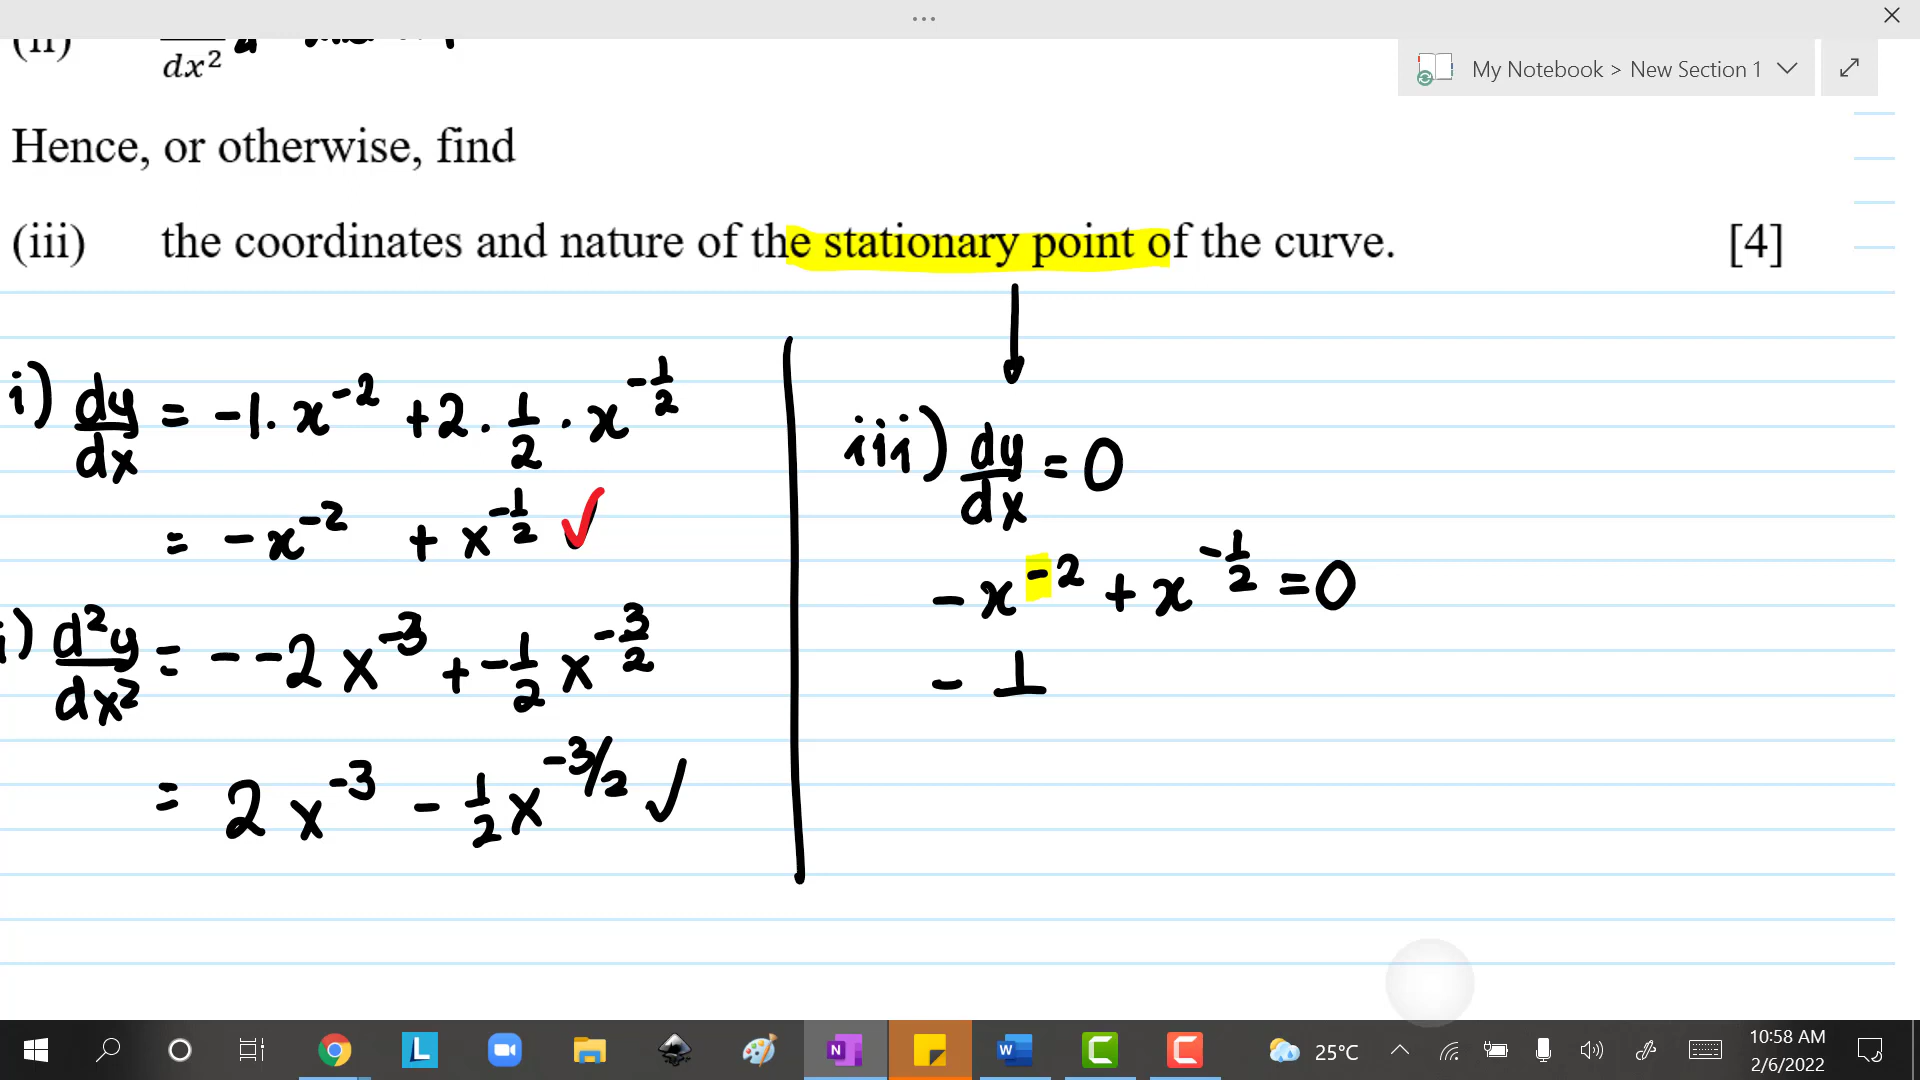 ...
My Notebook > New Section 1
(ii)
dx²
Hence, or otherwise, find
(iii) the coordinates and nature of the stationary point of the curve. [4]
i) dy/dx = -1. x^-2 + 2 . 1/2 . x^-1/2
= - x^-2 + x^-1/2 ✓
i) d²y/dx² = --2 x^-3 + -1/2 x^-3/2
= 2 x^-3 - 1/2 x^-3/2 ✓
iii) dy/dx = 0
- x^-2 + x^-1/2 = 0
- 1
25°C
10:58 AM
2/6/2022